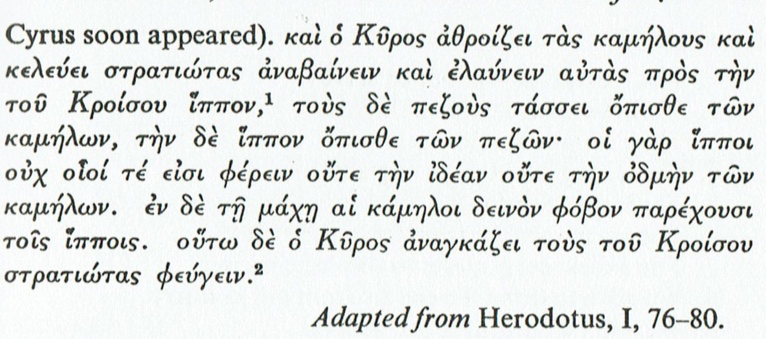 Cyrus soon appeared). καὶ ὁ Κῦρος ἀθροίζει τὰς καμήλους καὶ
κελεύει στρατιώτας ἀναβαίνειν καὶ ἐλαύνειν αὐτὰς πρὸς τὴν
τοῦ Κροίσου ἵππον,¹ τοὺς δὲ πεζοὺς τάσσει ὄπισθε τῶν
καμήλων, τὴν δὲ ἵππον ὄπισθε τῶν πεζῶν· οἱ γὰρ ἵπποι
οὐχ οἷοί τέ εἰσι φέρειν οὔτε τὴν ἰδέαν οὔτε τὴν ὀδμὴν τῶν
καμήλων. ἐν δὲ τῇ μάχῃ αἱ κάμηλοι δεινὸν φόβον παρέχουσι
τοῖς ἵπποις. οὕτω δὲ ὁ Κῦρος ἀναγκάζει τοὺς τοῦ Κροίσου
στρατιώτας φεύγειν.²
Adapted from Herodotus, I, 76–80.